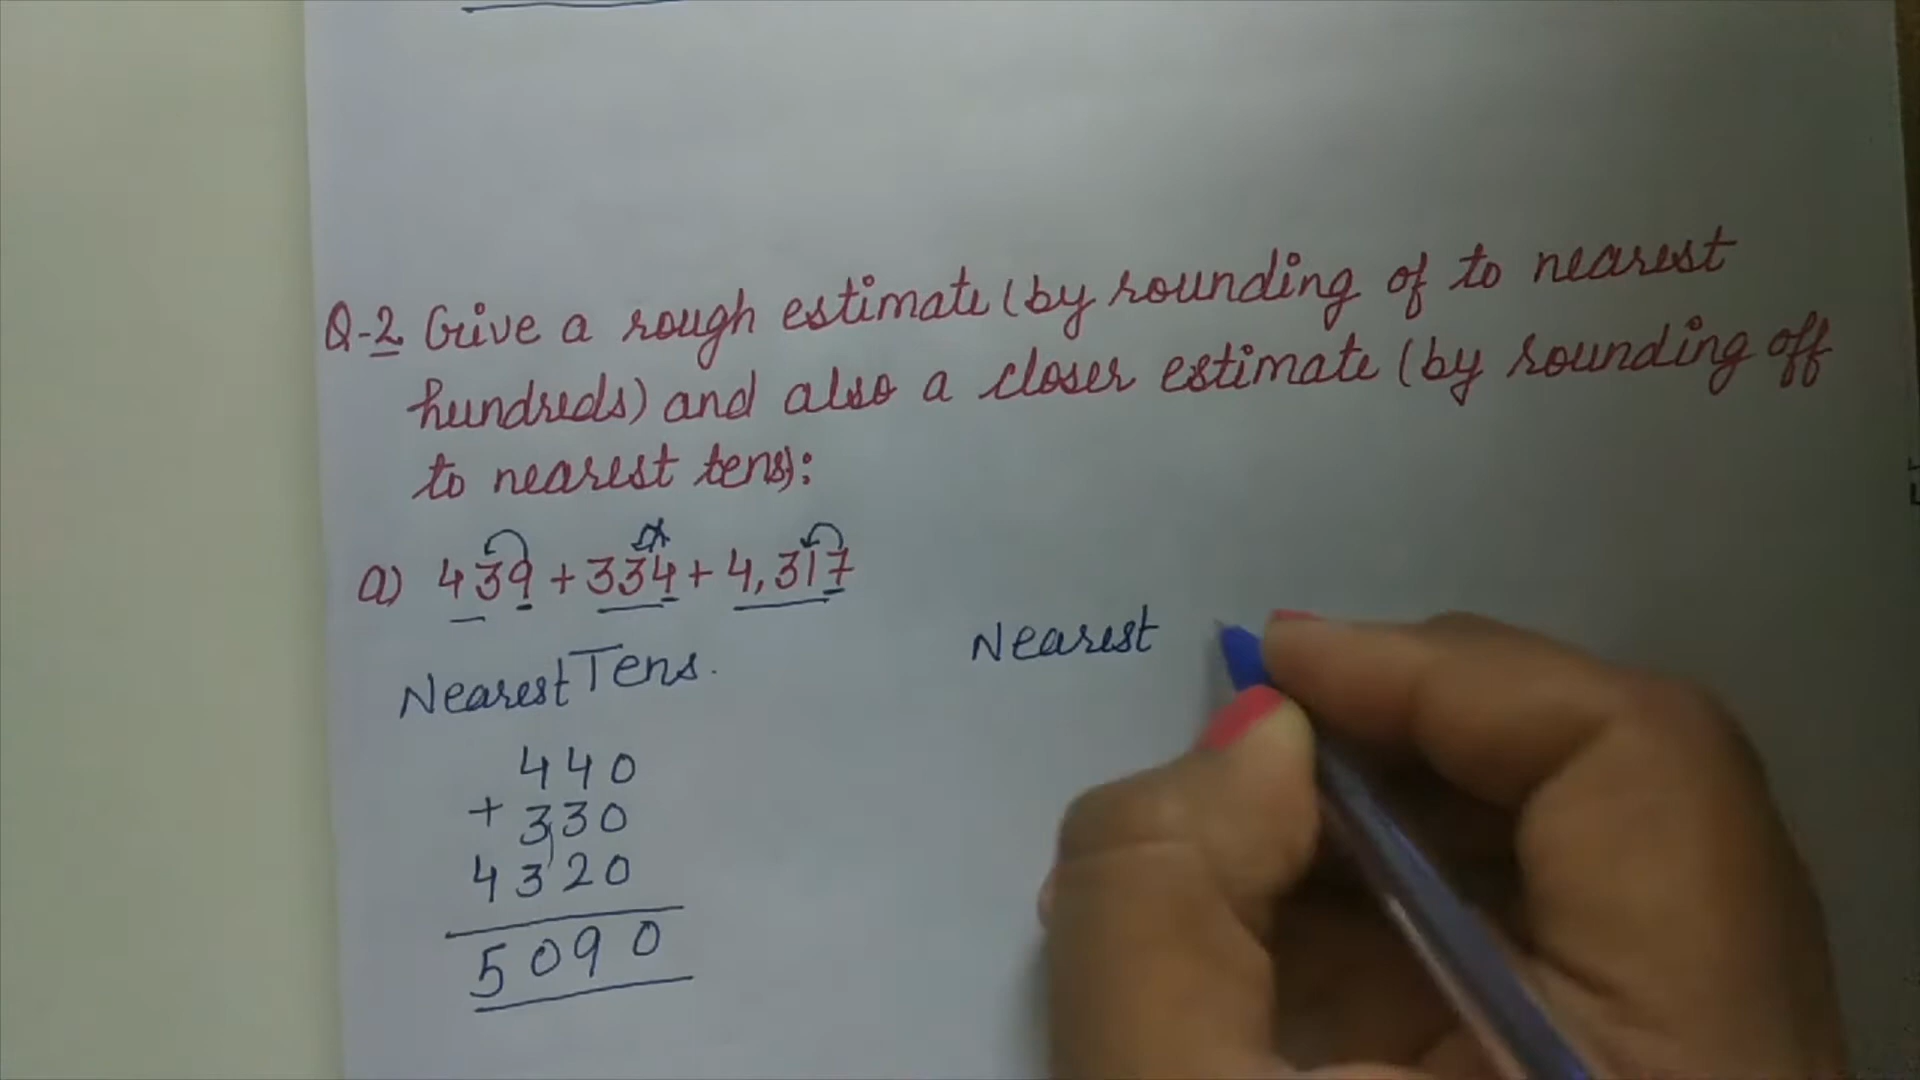 Q-2 Give a rough estimate (by rounding of to nearest
hundreds) and also a closer estimate (by rounding off
to nearest tens):
a) 439 + 334 + 4,317
Nearest Tens.
Nearest
440
+ 330
4320
5090